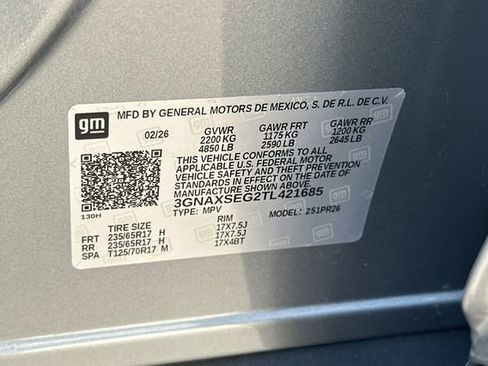 gm
MFD BY GENERAL MOTORS DE MEXICO, S. DE R.L. DE C.V.
02/26 GVWR GAWR FRT GAWR RR
2200 KG 1175 KG 1200 KG
4850 LB 2590 LB 2645 LB
THIS VEHICLE CONFORMS TO ALL
APPLICABLE U.S. FEDERAL MOTOR
VEHICLE SAFETY AND THEFT PREVENTION
STANDARDS IN EFFECT ON THE DATE OF
MANUFACTURE SHOWN ABOVE.
3GNAXSEG2TL421685
130H TYPE: MPV MODEL: 2S1PR26
TIRE SIZE RIM
FRT 235/65R17 H 17X7.5J
RR 235/65R17 H 17X7.5J
SPA T125/70R17 M 17X4BT